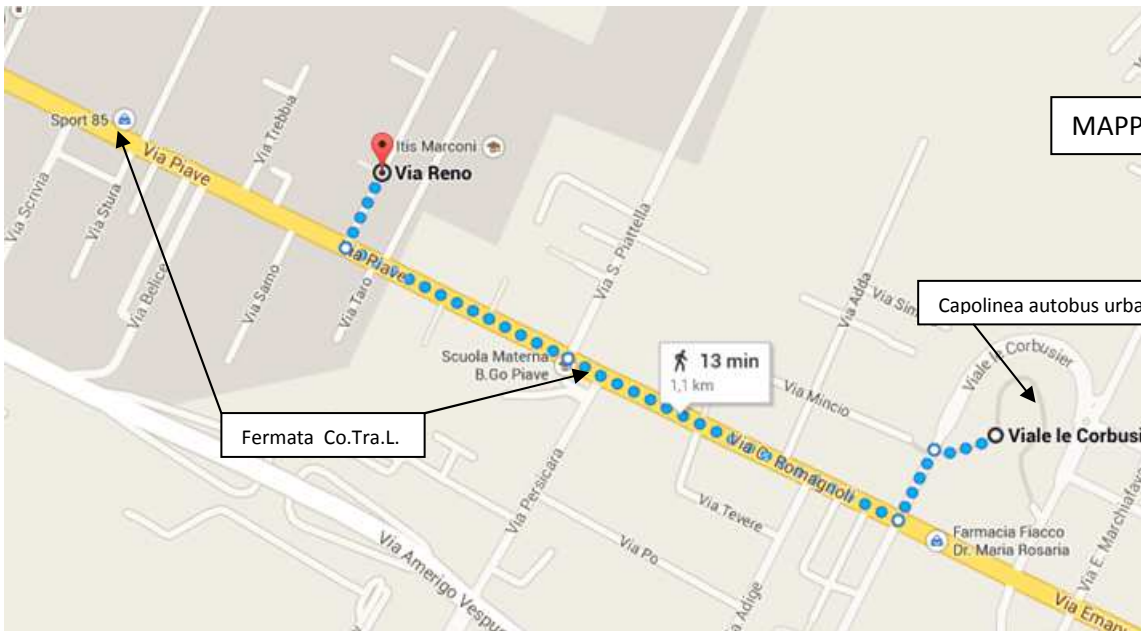 MAPP
Sport 85
Via Piave
Via Trebbia
Itis Marconi
Via Reno
Via Scrivia
Via Stura
Via Belice
Via Sarno
Via Taro
Via Piave
Via S. Piattella
Via Adda
Via Sim
Capolinea autobus urba
Viale le Corbusier
Scuola Materna
B.Go Piave
13 min
1,1 km
Via Mincio
Viale le Corbusi
Fermata Co.Tra.L.
Via G. Romagnoli
Via Persicara
Via Tevere
Via Po
Via Adige
Farmacia Fiacco
Dr. Maria Rosaria
Via E. Marchiafava
Via Amerigo Vespu
Via Eman